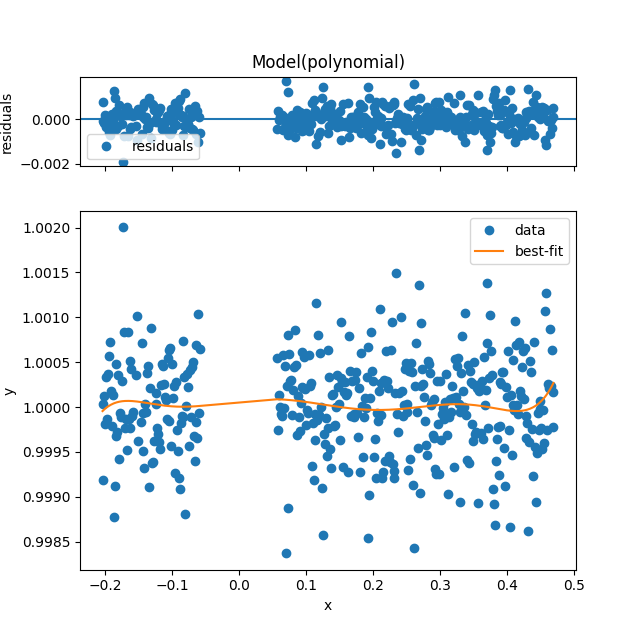 Model(polynomial)
residuals
0.000
−0.002
residuals
y
1.0020
1.0015
1.0010
1.0005
1.0000
0.9995
0.9990
0.9985
data
best-fit
−0.2 −0.1 0.0 0.1 0.2 0.3 0.4 0.5
x